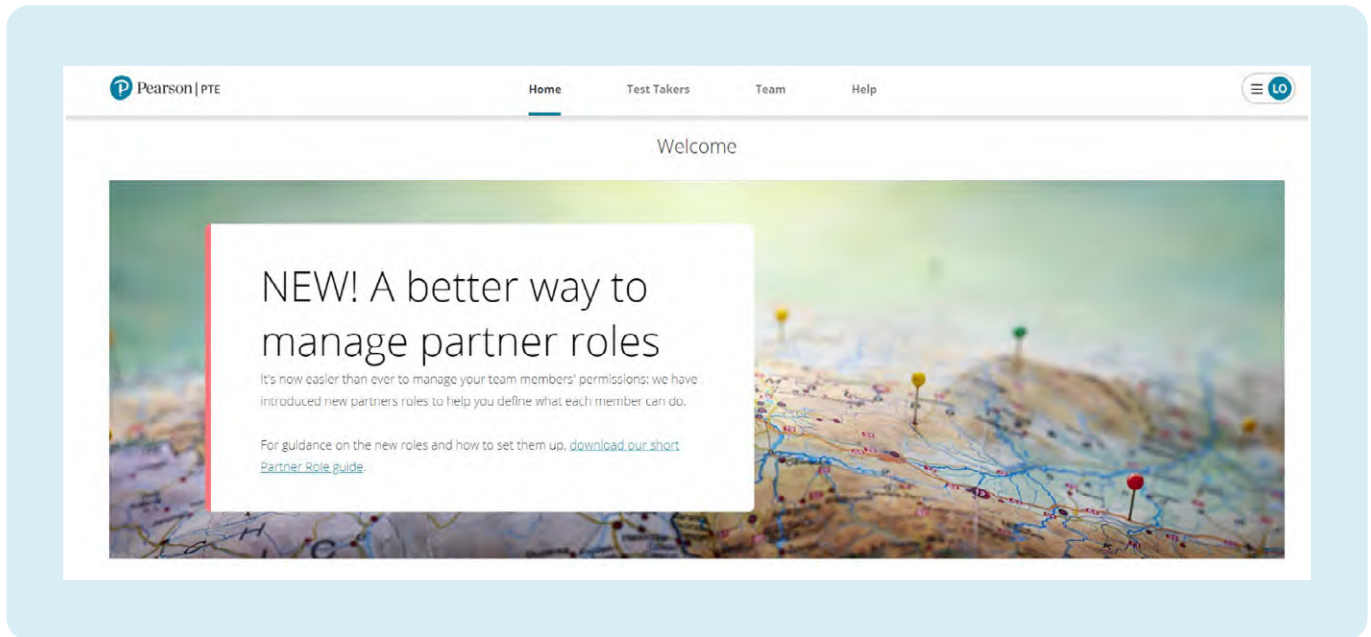 Pearson | PTE
Home
Test Takers
Team
Help
LO
Welcome
NEW! A better way to
manage partner roles
It's now easier than ever to manage your team members' permissions: we have
introduced new partners roles to help you define what each member can do.
For guidance on the new roles and how to set them up, download our short
Partner Role guide.